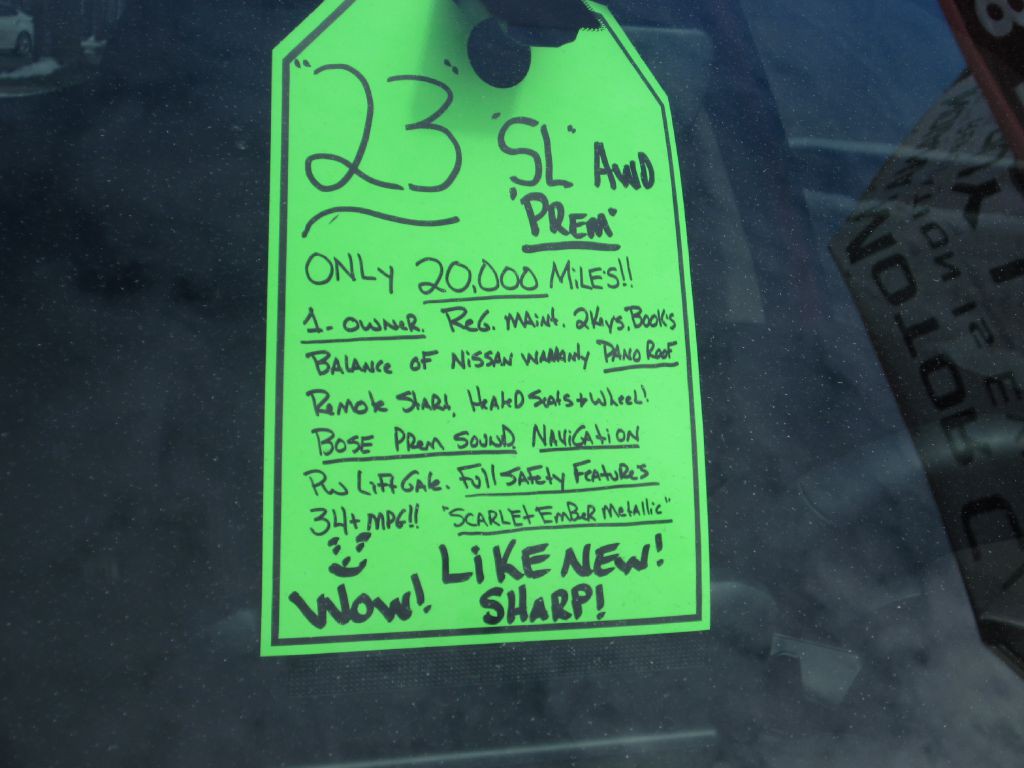 "23" "SL" AWD
"PREM"
ONLY 20,000 MILES!!
1. OWNER. REG. MAINT. 2 KEYS, BOOKS
BALANCE OF NISSAN WARRANTY PANO ROOF
REMOTE START, HEATED SEATS + WHEEL!
BOSE PREM SOUND NAVIGATION
PW LIFTGATE. FULL SAFETY FEATURES
34+ MPG!! "SCARLET EMBER METALLIC"
LIKE NEW!
WOW! SHARP!